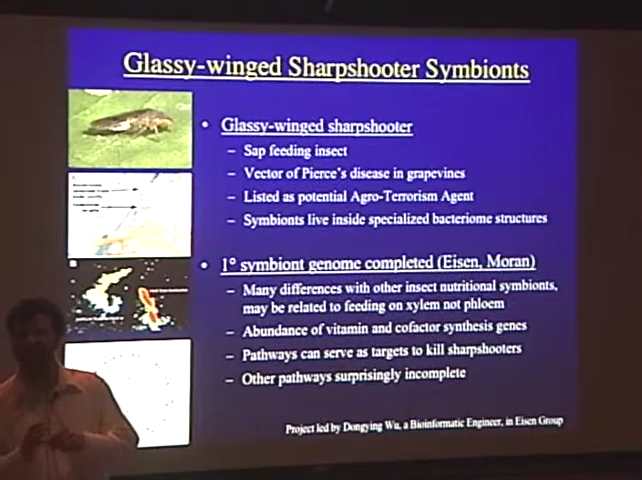 Glassy-winged Sharpshooter Symbionts
• Glassy-winged sharpshooter
– Sap feeding insect
– Vector of Pierce's disease in grapevines
– Listed as potential Agro-Terrorism Agent
– Symbionts live inside specialized bacteriome structures
• 1° symbiont genome completed (Eisen, Moran)
– Many differences with other insect nutritional symbionts,
may be related to feeding on xylem not phloem
– Abundance of vitamin and cofactor synthesis genes
– Pathways can serve as targets to kill sharpshooters
– Other pathways surprisingly incomplete
Project led by Dongying Wu, a Bioinformatic Engineer, in Eisen Group